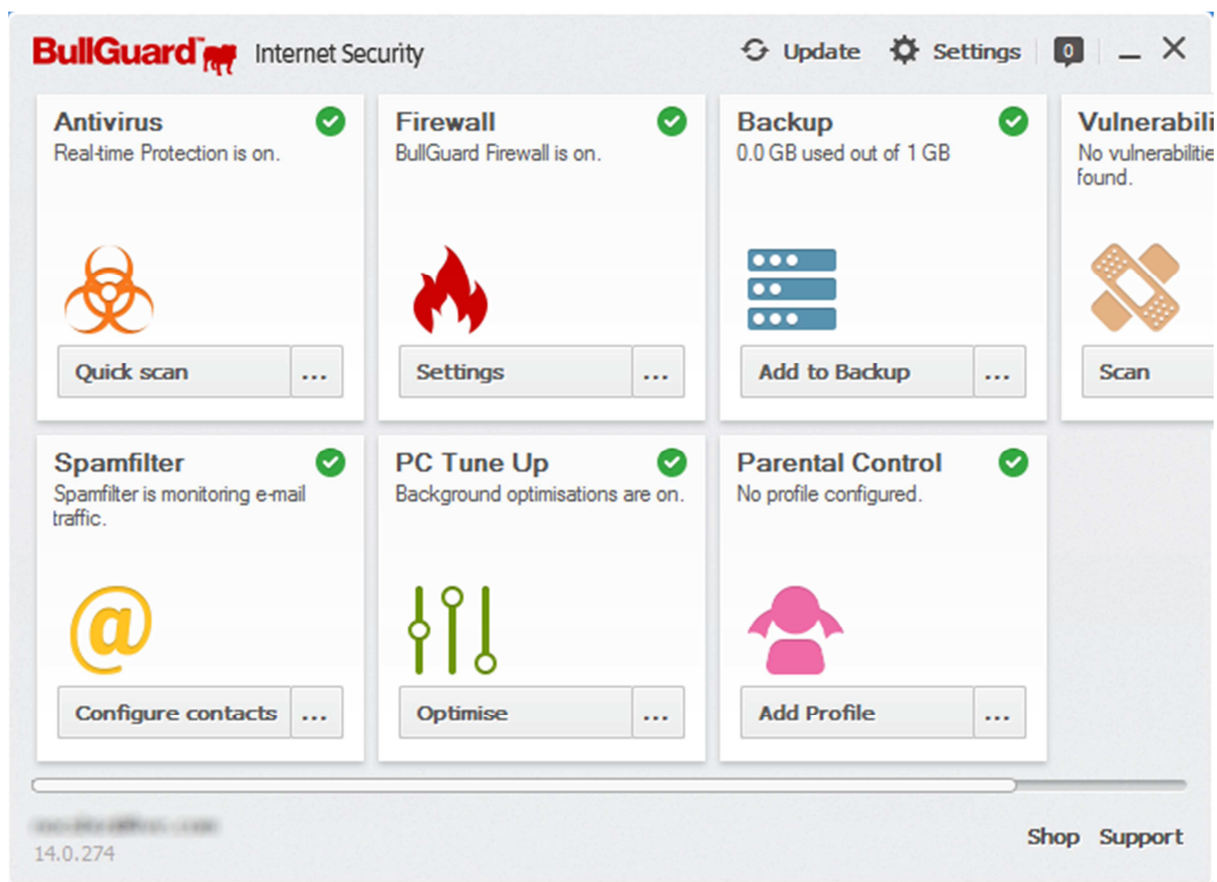 BullGuard™ Internet Security
Update Settings 0
Antivirus
Real-time Protection is on.
Quick scan ...
Firewall
BullGuard Firewall is on.
Settings ...
Backup
0.0 GB used out of 1 GB
Add to Backup ...
Vulnerabili
No vulnerabilitie
found.
Scan
Spamfilter
Spamfilter is monitoring e-mail
traffic.
@
Configure contacts ...
PC Tune Up
Background optimisations are on.
Optimise ...
Parental Control
No profile configured.
Add Profile ...
14.0.274
Shop Support